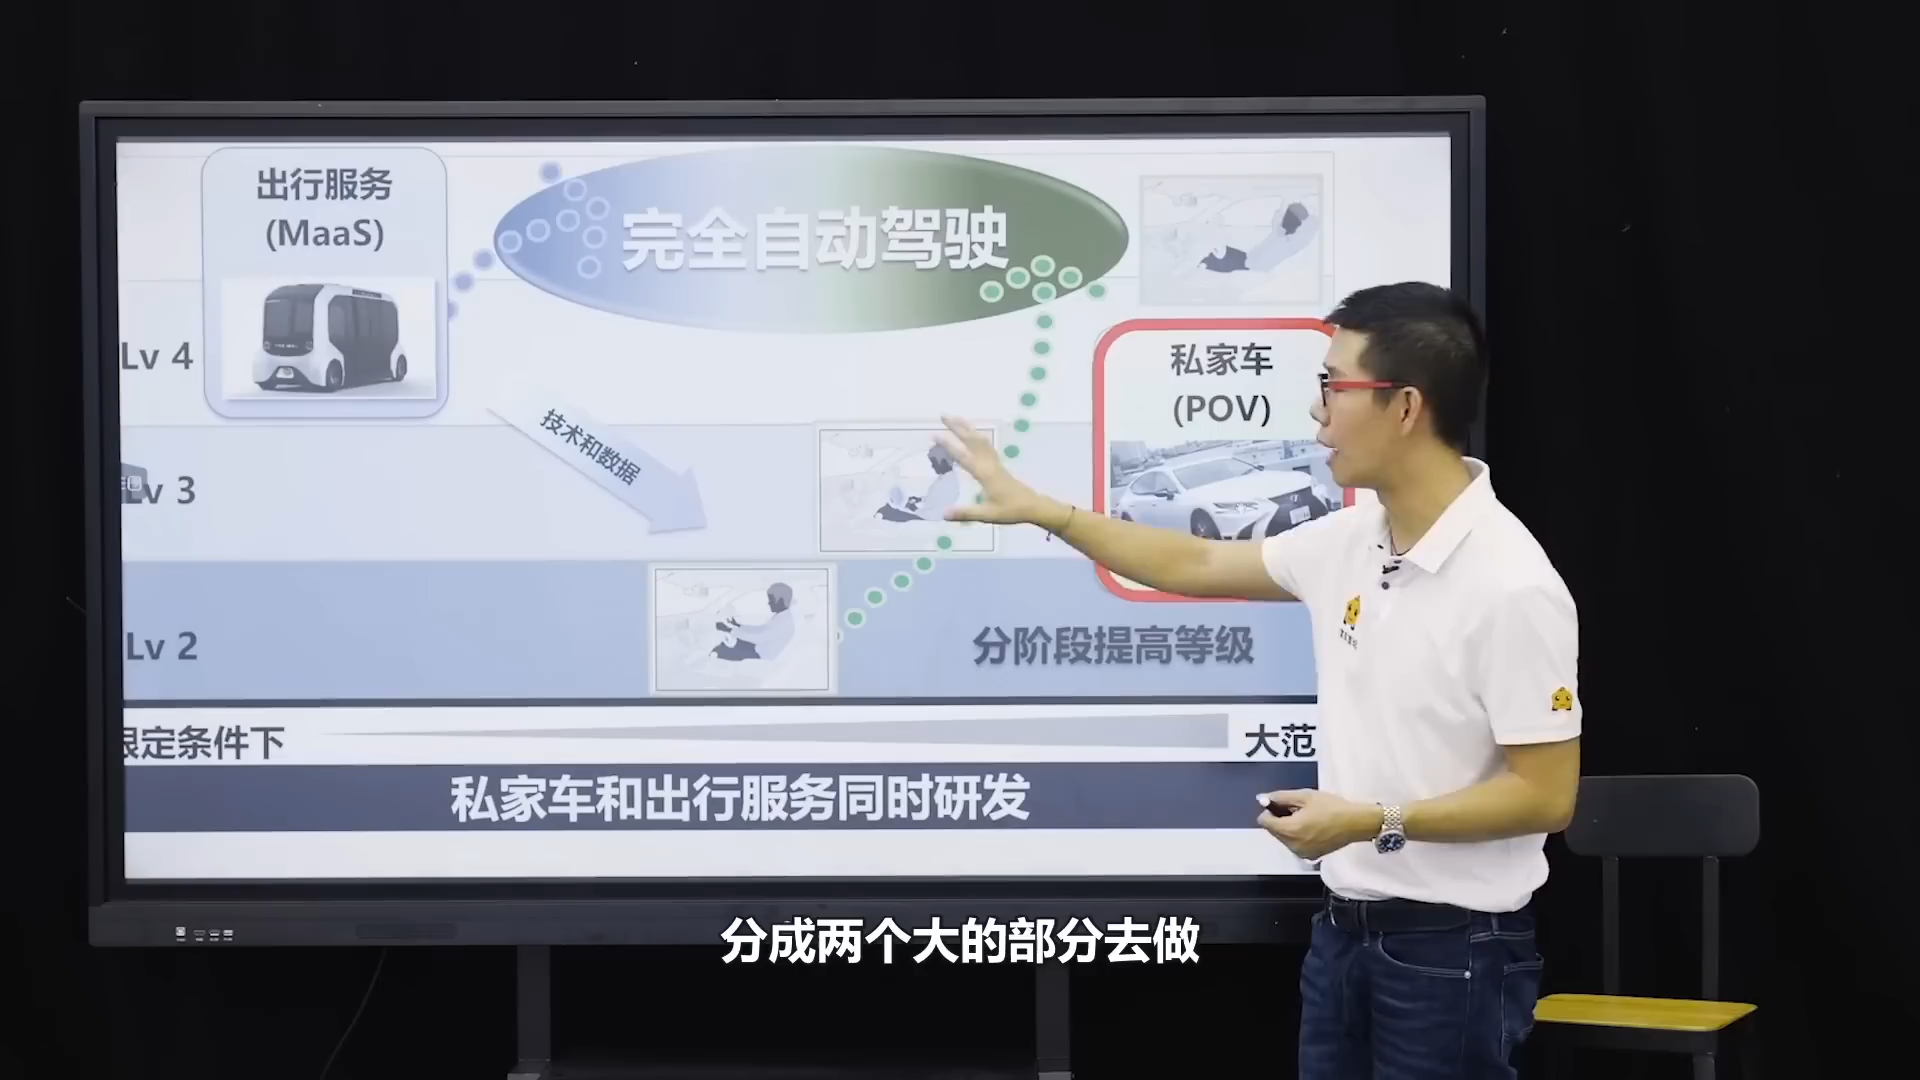 出行服务
(MaaS)
完全自动驾驶
Lv 4
私家车
(POV)
技术和数据
Lv 3
Lv 2
分阶段提高等级
限定条件下
大范
私家车和出行服务同时研发
分成两个大的部分去做